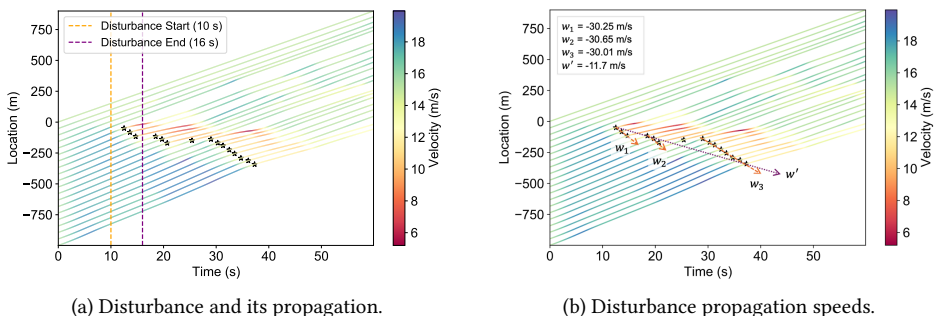 Disturbance Start (10 s)
Disturbance End (16 s)
Location (m)
750
500
250
0
−250
−500
−750
0
10
20
30
40
50
Time (s)
Velocity (m/s)
18
16
14
12
10
8
6
(a) Disturbance and its propagation.
w₁ = -30.25 m/s
w₂ = -30.65 m/s
w₃ = -30.01 m/s
w′ = -11.7 m/s
Location (m)
750
500
250
0
−250
−500
−750
w₁
w₂
w₃
w′
0
10
20
30
40
50
Time (s)
Velocity (m/s)
18
16
14
12
10
8
6
(b) Disturbance propagation speeds.